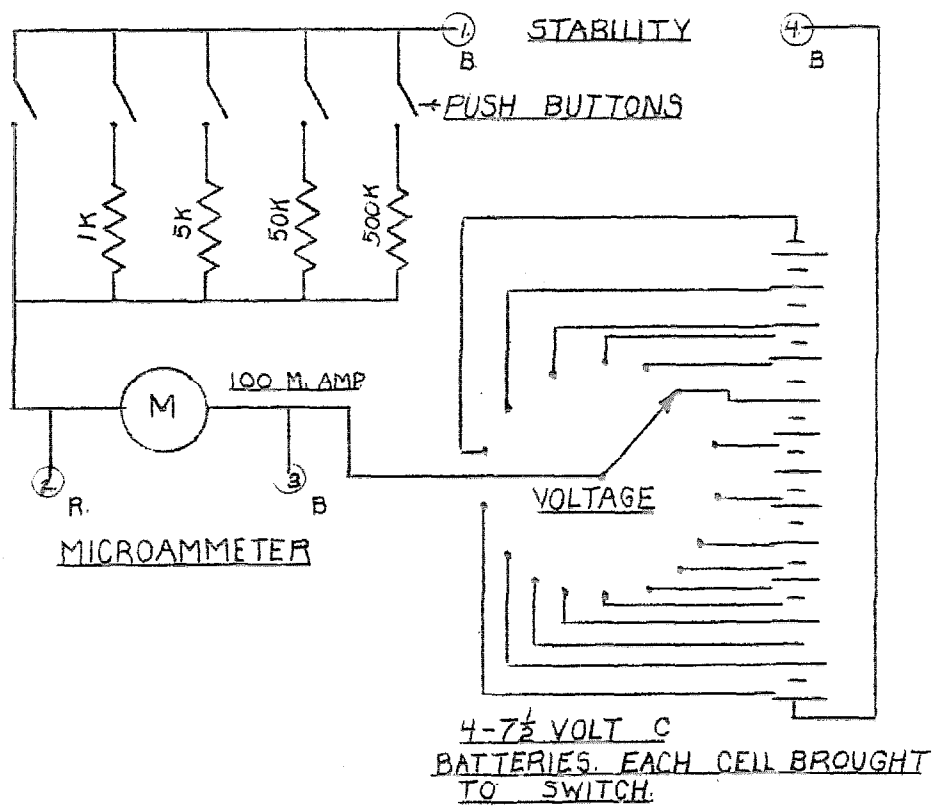 1.
STABILITY
4.
B.
B
←PUSH BUTTONS
1K
5K
50K
500K
100 M. AMP
M
2
R.
3
B
VOLTAGE
MICROAMMETER
4-7½ VOLT C
BATTERIES. EACH CELL BROUGHT
TO SWITCH.